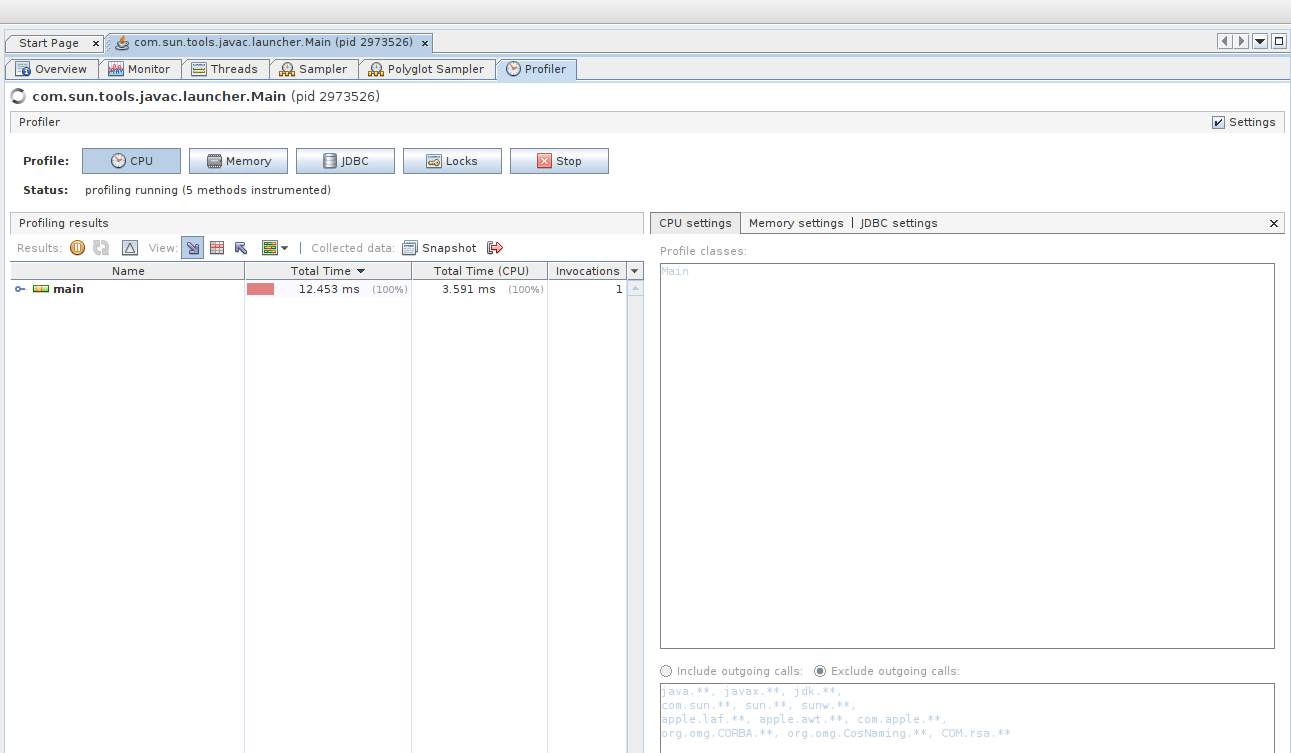 Start Page
com.sun.tools.javac.launcher.Main (pid 2973526)
Overview Monitor Threads Sampler Polyglot Sampler Profiler
com.sun.tools.javac.launcher.Main (pid 2973526)
Profiler Settings
Profile: CPU Memory JDBC Locks Stop
Status: profiling running (5 methods instrumented)
Profiling results
Results: View: Collected data: Snapshot
Name Total Time Total Time (CPU) Invocations
main 12.453 ms (100%) 3.591 ms (100%) 1
CPU settings Memory settings JDBC settings
Profile classes:
Main
Include outgoing calls: Exclude outgoing calls:
java.**, javax.**, jdk.**,
com.sun.**, sun.**, sunw.**,
apple.laf.**, apple.awt.**, com.apple.**,
org.omg.CORBA.**, org.omg.CosNaming.**, COM.rsa.**